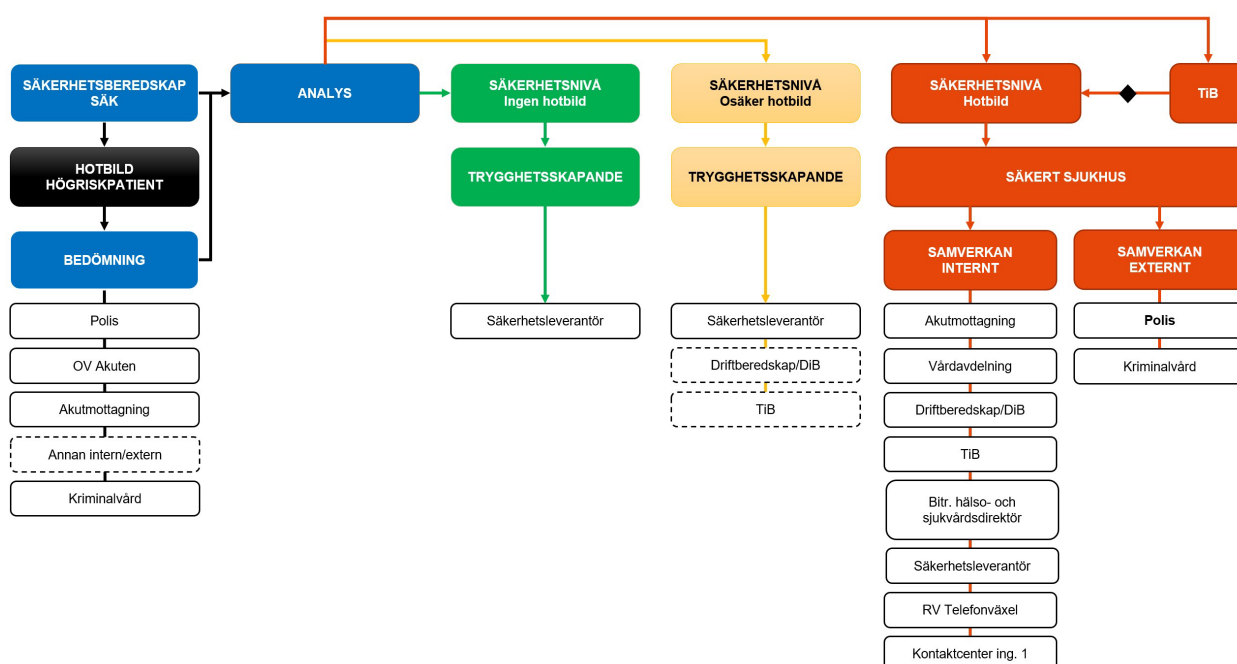 SÄKERHETSBEREDSKAP
SÄK
ANALYS
SÄKERHETSNIVÅ
Ingen hotbild
SÄKERHETSNIVÅ
Osäker hotbild
SÄKERHETSNIVÅ
Hotbild
TiB
HOTBILD
HÖGRISKPATIENT
TRYGGHETSSKAPANDE
TRYGGHETSSKAPANDE
SÄKERT SJUKHUS
BEDÖMNING
SAMVERKAN
INTERNT
SAMVERKAN
EXTERNT
Polis
OV Akuten
Akutmottagning
Annan intern/extern
Kriminalvård
Säkerhetsleverantör
Säkerhetsleverantör
Driftberedskap/DiB
TiB
Akutmottagning
Vårdavdelning
Driftberedskap/DiB
TiB
Bitr. hälso- och
sjukvårdsdirektör
Säkerhetsleverantör
RV Telefonväxel
Kontaktcenter ing. 1
Polis
Kriminalvård